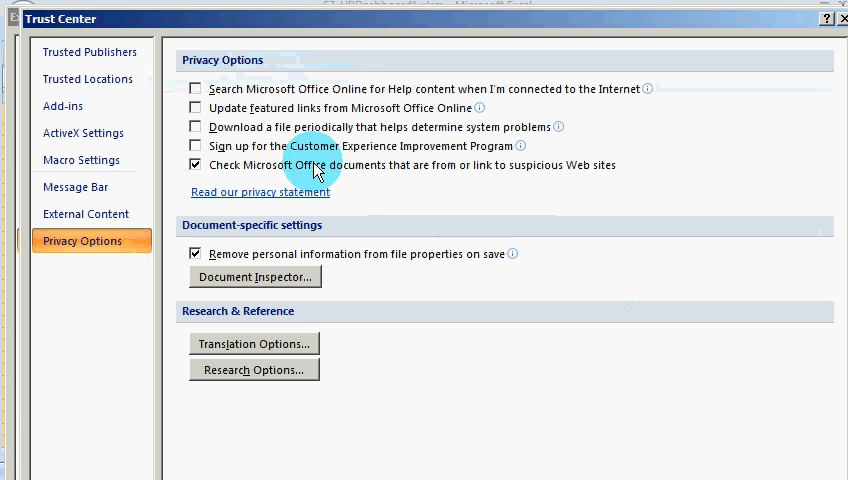 Trust Center
Trusted Publishers
Trusted Locations
Add-ins
ActiveX Settings
Macro Settings
Message Bar
External Content
Privacy Options
Privacy Options
Search Microsoft Office Online for Help content when I'm connected to the Internet
Update featured links from Microsoft Office Online
Download a file periodically that helps determine system problems
Sign up for the Customer Experience Improvement Program
Check Microsoft Office documents that are from or link to suspicious Web sites
Read our privacy statement
Document-specific settings
Remove personal information from file properties on save
Document Inspector...
Research & Reference
Translation Options...
Research Options...